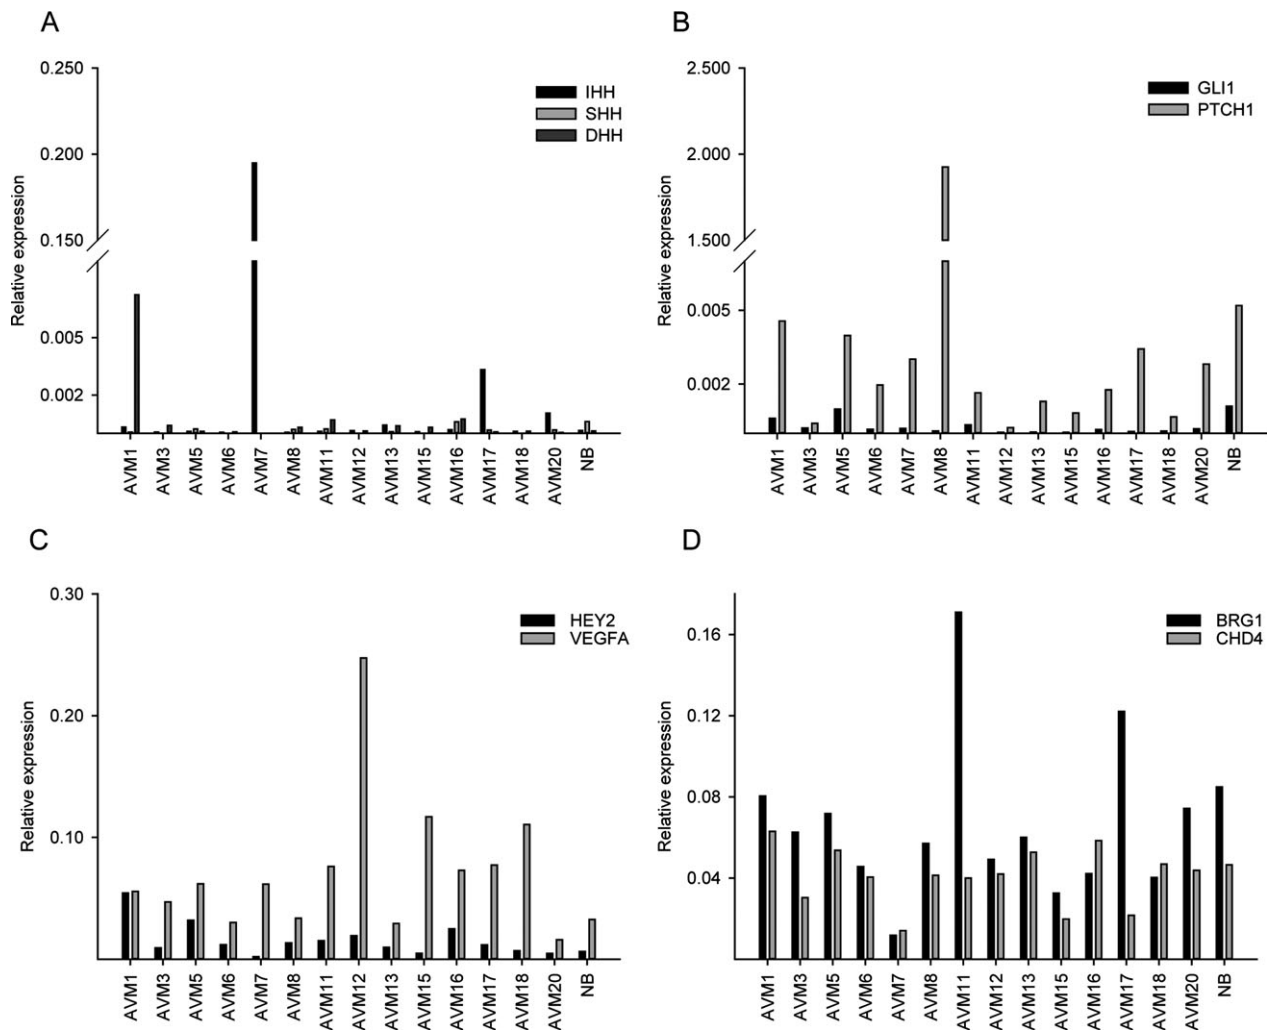 A
Relative expression
0.250
0.200
0.150
0.005
0.002
IHH
SHH
DHH
AVM1
AVM3
AVM5
AVM6
AVM7
AVM8
AVM11
AVM12
AVM13
AVM15
AVM16
AVM17
AVM18
AVM20
NB
B
Relative expression
2.500
2.000
1.500
0.005
0.002
GLI1
PTCH1
AVM1
AVM3
AVM5
AVM6
AVM7
AVM8
AVM11
AVM12
AVM13
AVM15
AVM16
AVM17
AVM18
AVM20
NB
C
Relative expression
0.30
0.20
0.10
HEY2
VEGFA
AVM1
AVM3
AVM5
AVM6
AVM7
AVM8
AVM11
AVM12
AVM13
AVM15
AVM16
AVM17
AVM18
AVM20
NB
D
Relative expression
0.16
0.12
0.08
0.04
BRG1
CHD4
AVM1
AVM3
AVM5
AVM6
AVM7
AVM8
AVM11
AVM12
AVM13
AVM15
AVM16
AVM17
AVM18
AVM20
NB